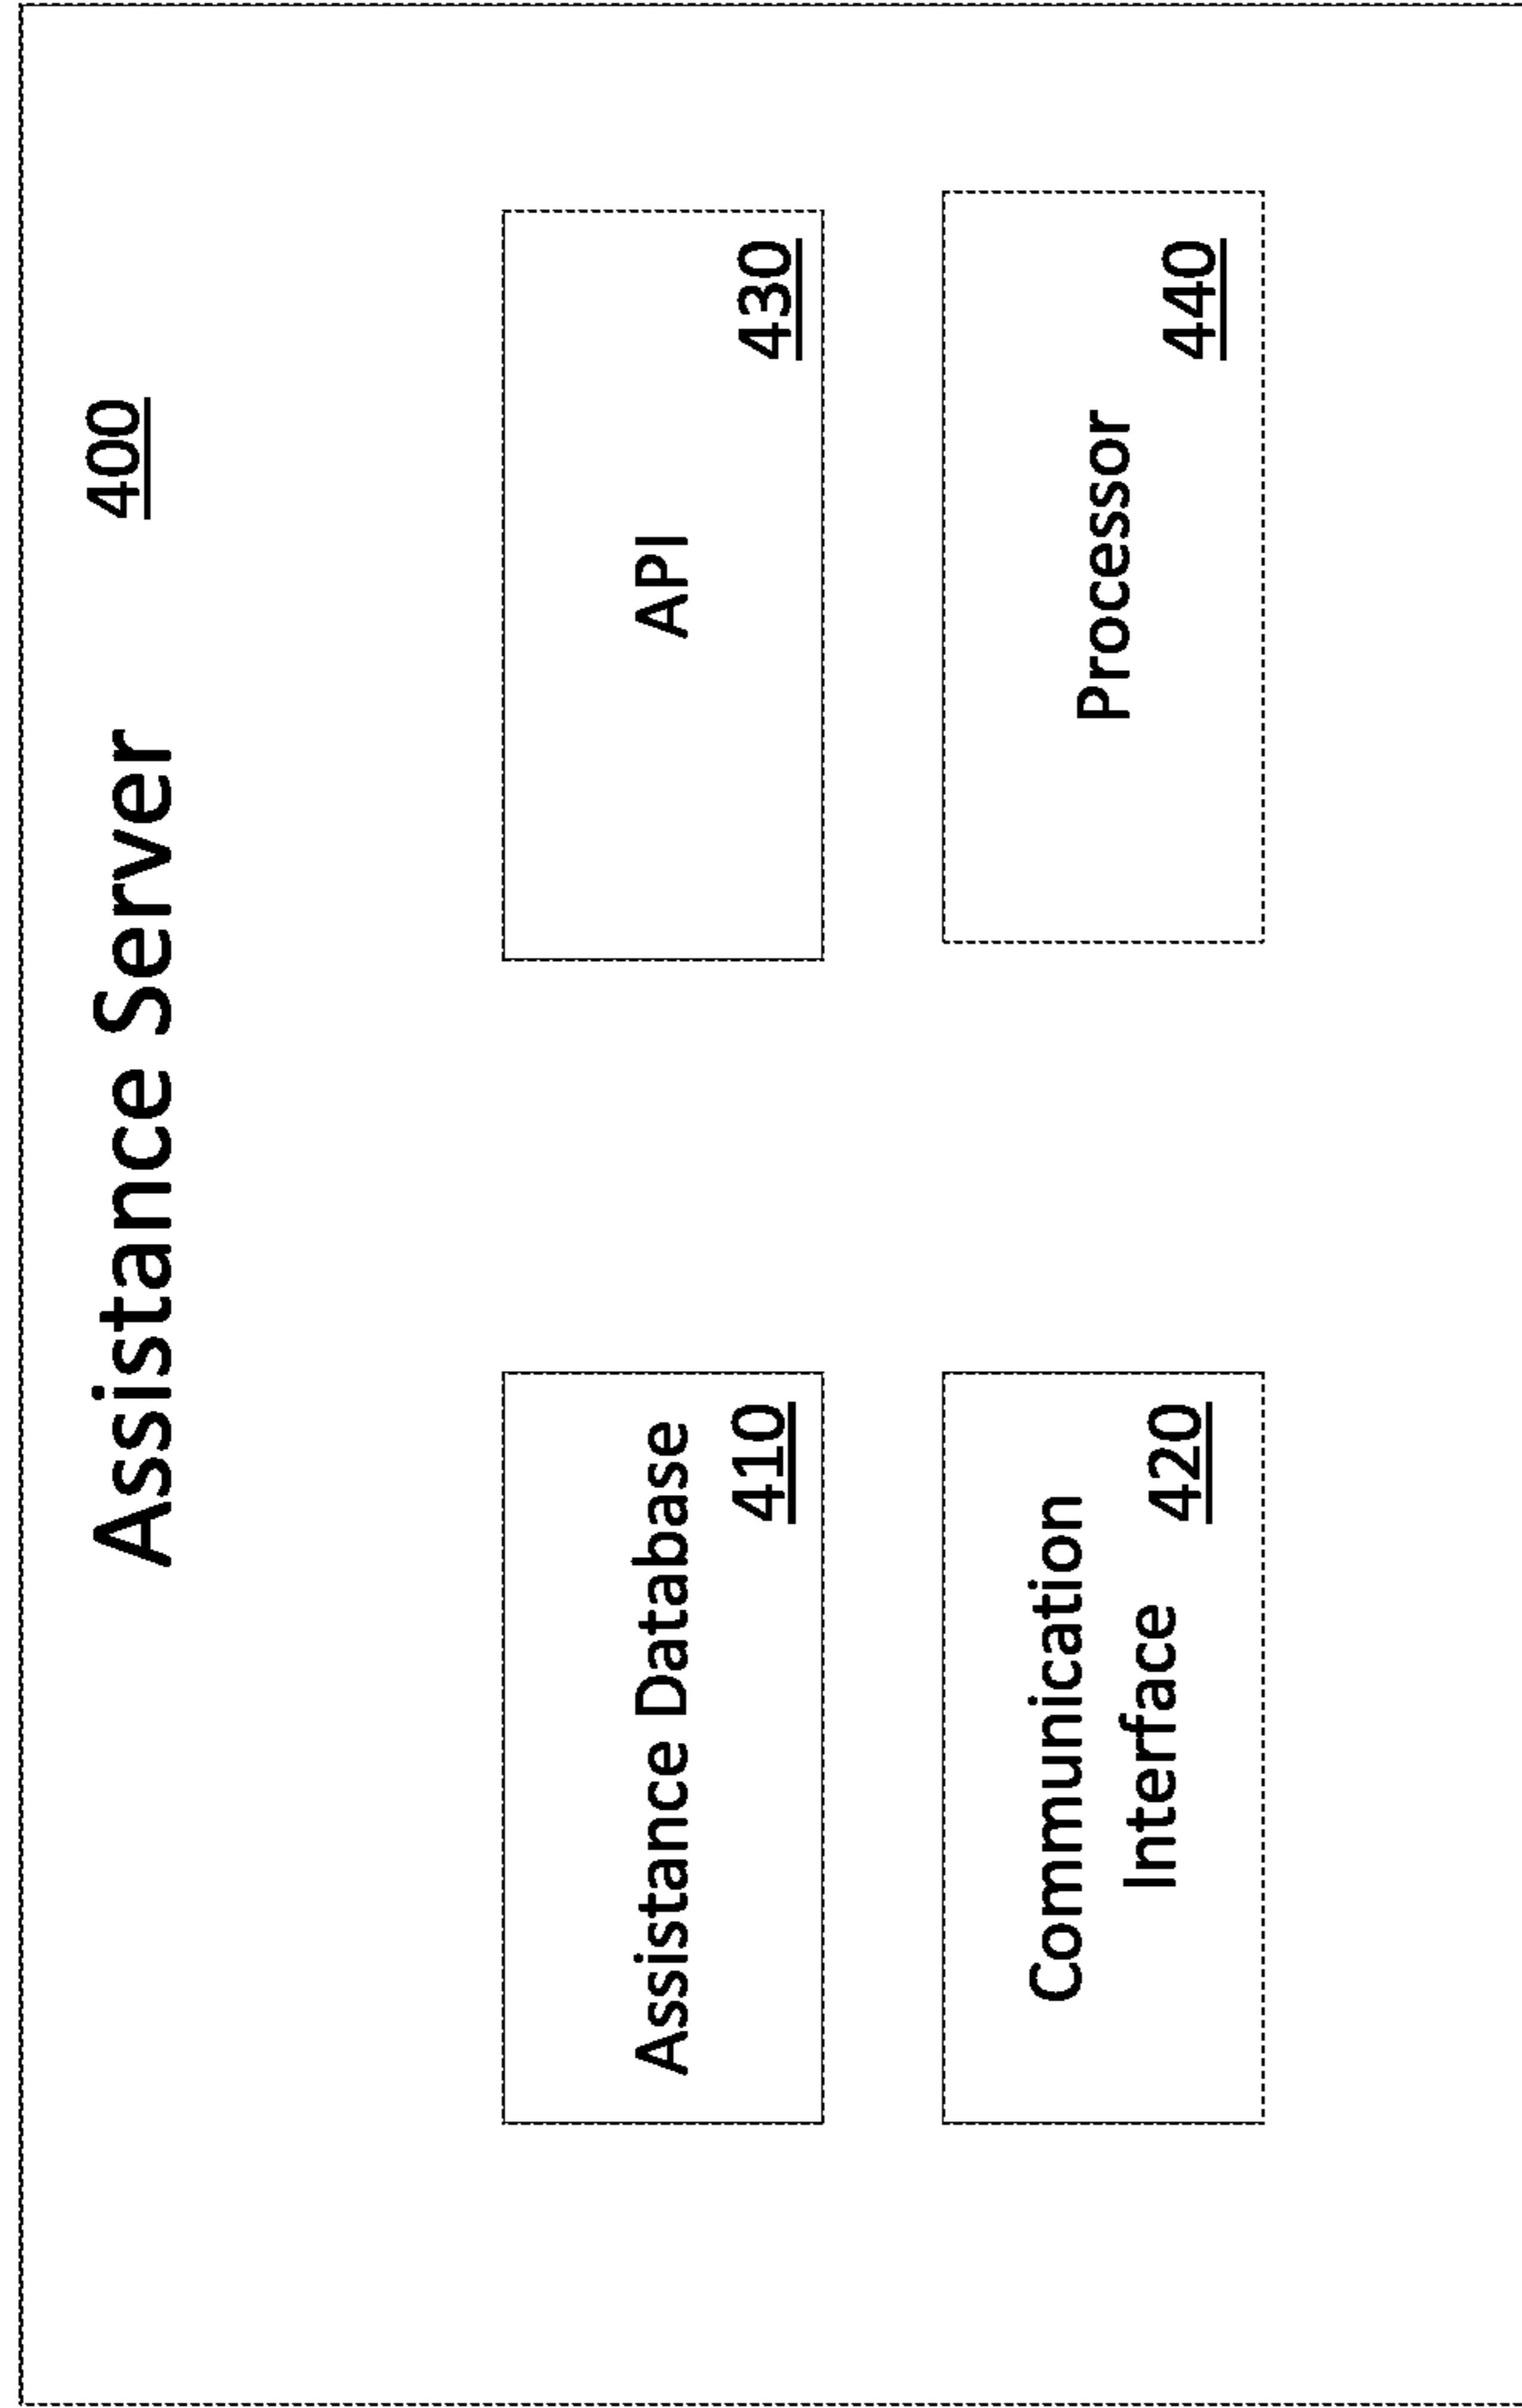 Assistance Server 400
Assistance Database
410
Communication
Interface 420
API
430
Processor
440